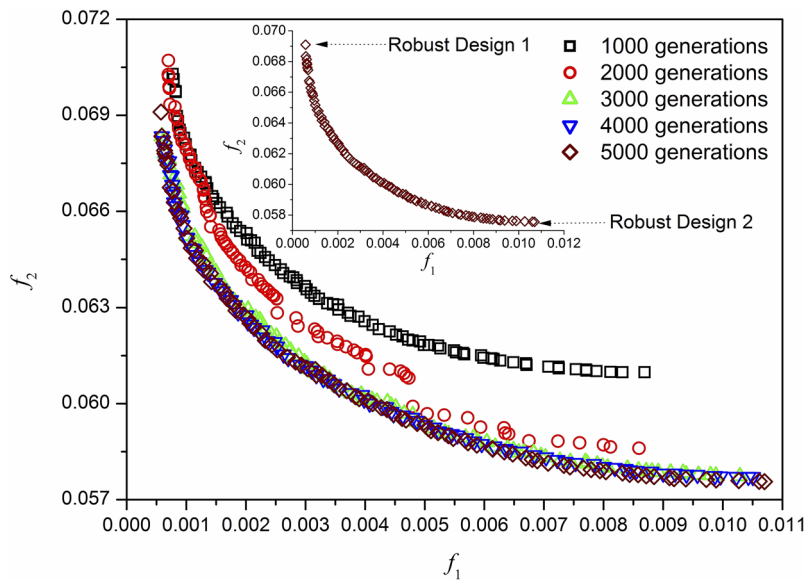 0.072
0.069
0.066
0.063
0.060
0.057
f2
0.000 0.001 0.002 0.003 0.004 0.005 0.006 0.007 0.008 0.009 0.010 0.011
f1
0.070
0.068
0.066
0.064
0.062
0.060
0.058
f2
0.000 0.002 0.004 0.006 0.008 0.010 0.012
f1
Robust Design 1
Robust Design 2
1000 generations
2000 generations
3000 generations
4000 generations
5000 generations